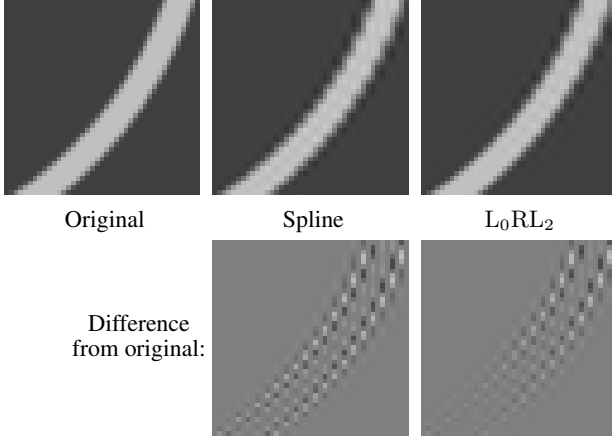 Original
Spline
L₀RL₂
Difference
from original: